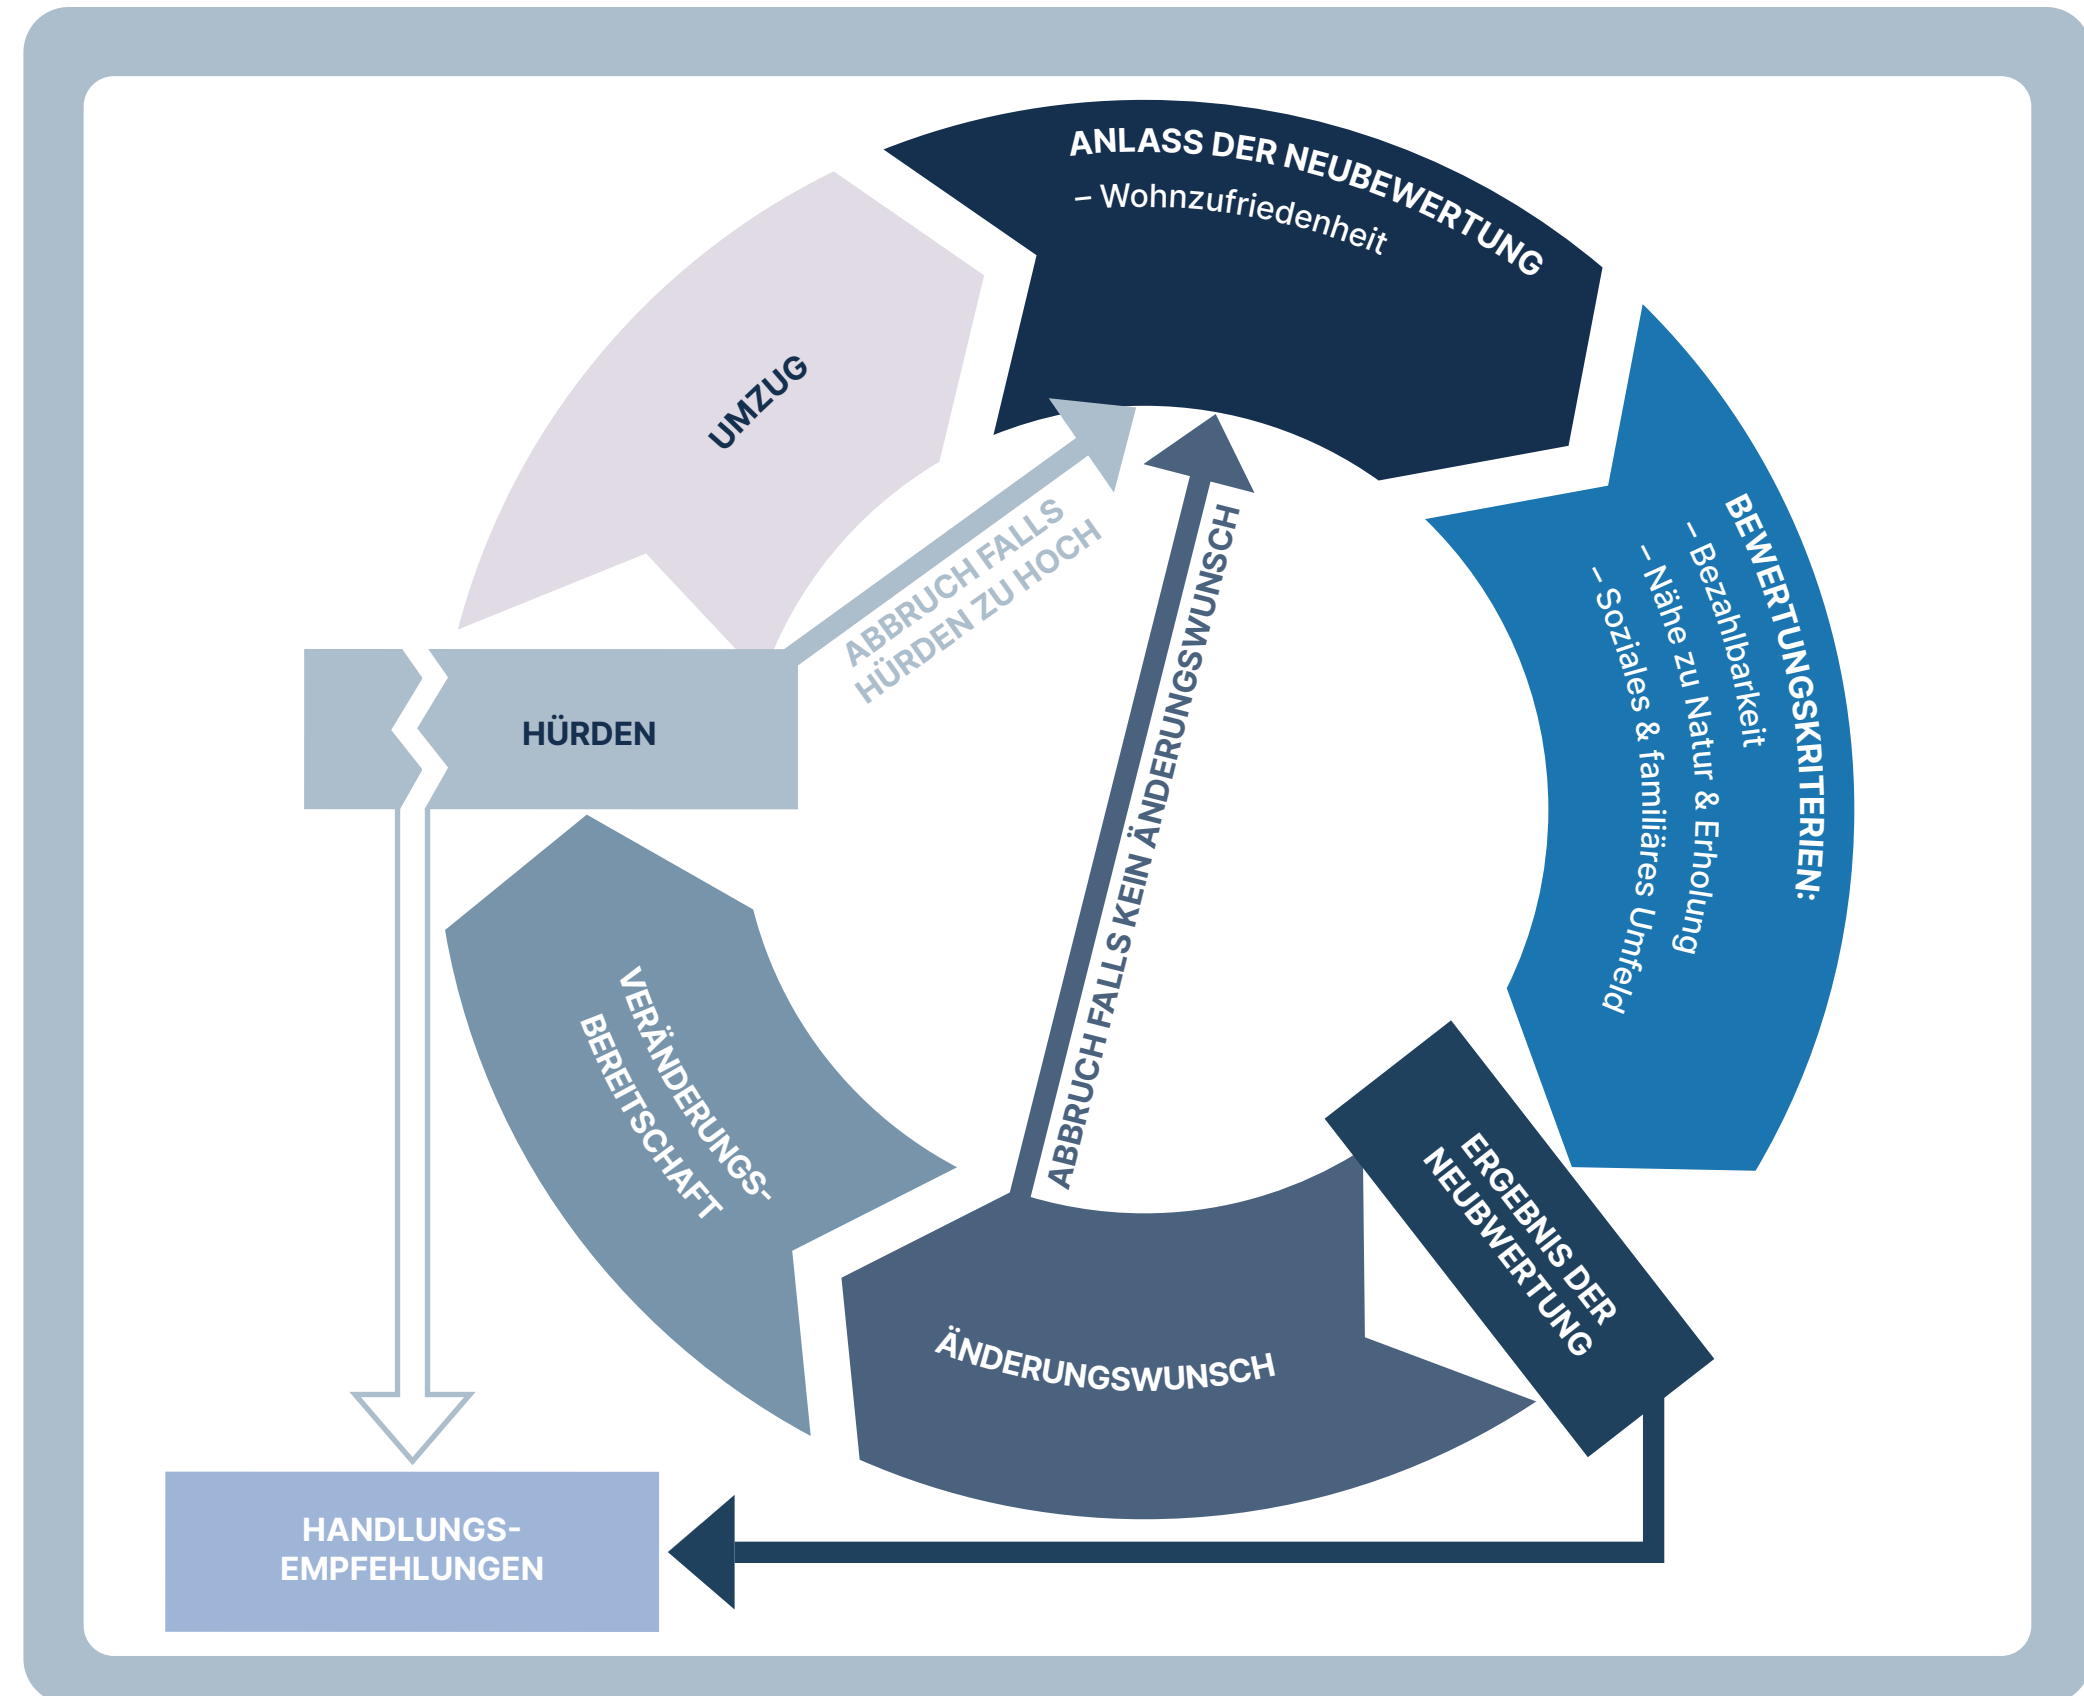 ANLASS DER NEUBEWERTUNG
– Wohnzufriedenheit
BEWERTUNGSKRITERIEN:
– Bezahlbarkeit
– Nähe zu Natur & Erholung
– Soziales & familiäres Umfeld
ERGEBNIS DER
NEUBWERTUNG
ÄNDERUNGSWUNSCH
ABBRUCH FALLS KEIN ÄNDERUNGSWUNSCH
VERÄNDERUNGS-
BEREITSCHAFT
HÜRDEN
ABBRUCH FALLS
HÜRDEN ZU HOCH
UMZUG
HANDLUNGS-
EMPFEHLUNGEN